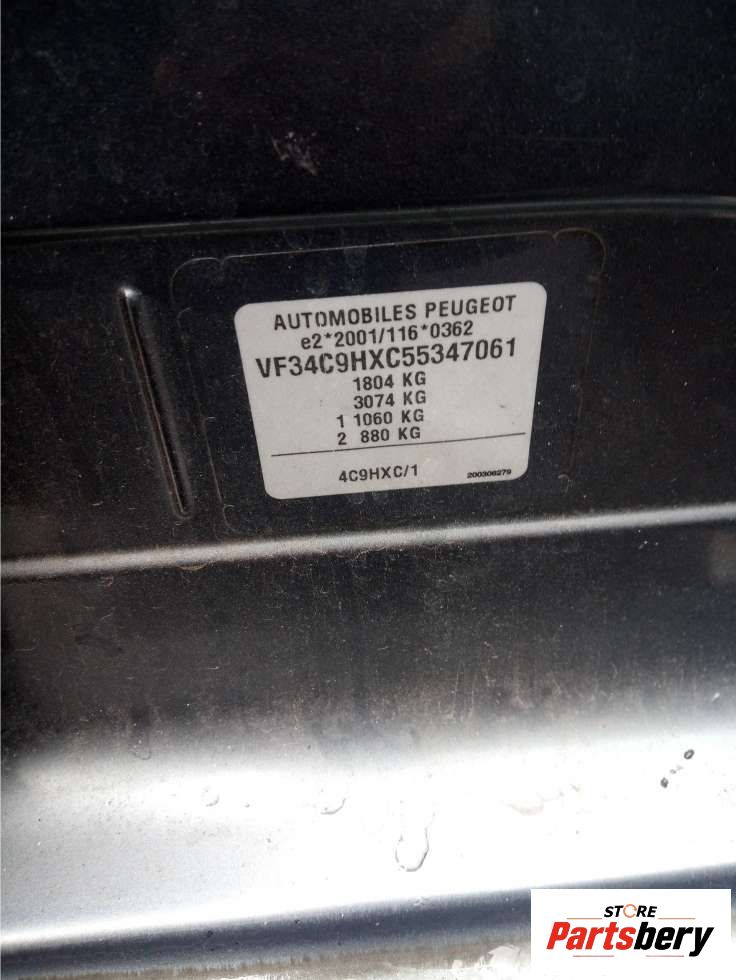 AUTOMOBILES PEUGEOT
e2*2001/116*0362
VF34C9HXC55347061
1804 KG
3074 KG
1 1060 KG
2 880 KG
4C9HXC/1 200306279
STORE
Partsbery